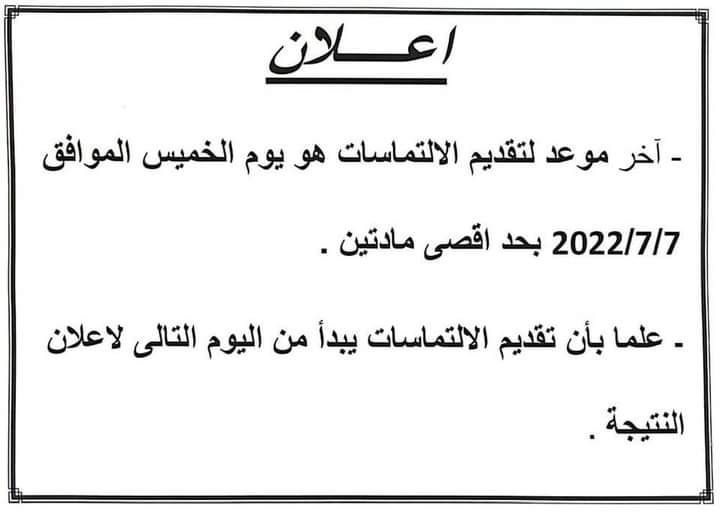 اعـــلان
- آخر موعد لتقديم الالتماسات هو يوم الخميس الموافق
2022/7/7 بحد اقصى مادتين .
- علما بأن تقديم الالتماسات يبدأ من اليوم التالى لاعلان
النتيجة .